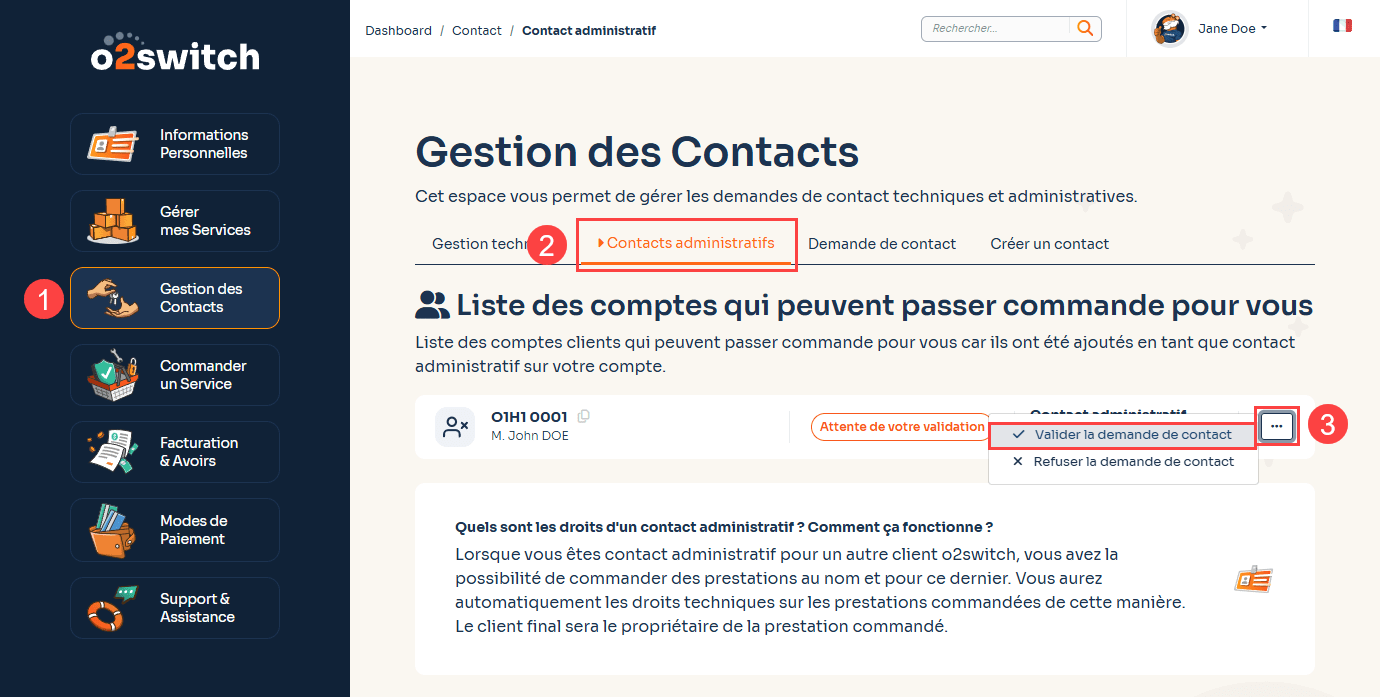 o2switch
Informations
Personnelles
Gérer
mes Services
1
Gestion des
Contacts
Commander
un Service
Facturation
& Avoirs
Modes de
Paiement
Support &
Assistance
Dashboard / Contact / Contact administratif
Rechercher...
Jane Doe
Gestion des Contacts
Cet espace vous permet de gérer les demandes de contact techniques et administratives.
Gestion techn 2 Contacts administratifs Demande de contact Créer un contact
Liste des comptes qui peuvent passer commande pour vous
Liste des comptes clients qui peuvent passer commande pour vous car ils ont été ajoutés en tant que contact
administratif sur votre compte.
O1H1 0001
M. John DOE
Attente de votre validation
Contact administratif
Valider la demande de contact
Refuser la demande de contact
... 3
Quels sont les droits d'un contact administratif ? Comment ça fonctionne ?
Lorsque vous êtes contact administratif pour un autre client o2switch, vous avez la
possibilité de commander des prestations au nom et pour ce dernier. Vous aurez
automatiquement les droits techniques sur les prestations commandées de cette manière.
Le client final sera le propriétaire de la prestation commandé.